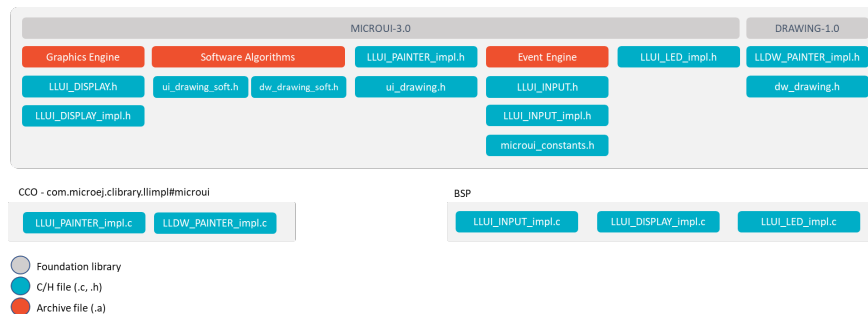 MICROUI-3.0 DRAWING-1.0
Graphics Engine Software Algorithms LLUI_PAINTER_impl.h Event Engine LLUI_LED_impl.h LLDW_PAINTER_impl.h
LLUI_DISPLAY.h ui_drawing_soft.h dw_drawing_soft.h ui_drawing.h LLUI_INPUT.h dw_drawing.h
LLUI_DISPLAY_impl.h LLUI_INPUT_impl.h
microui_constants.h
CCO - com.microej.clibrary.llimpl#microui BSP
LLUI_PAINTER_impl.c LLDW_PAINTER_impl.c LLUI_INPUT_impl.c LLUI_DISPLAY_impl.c LLUI_LED_impl.c
Foundation library
C/H file (.c, .h)
Archive file (.a)